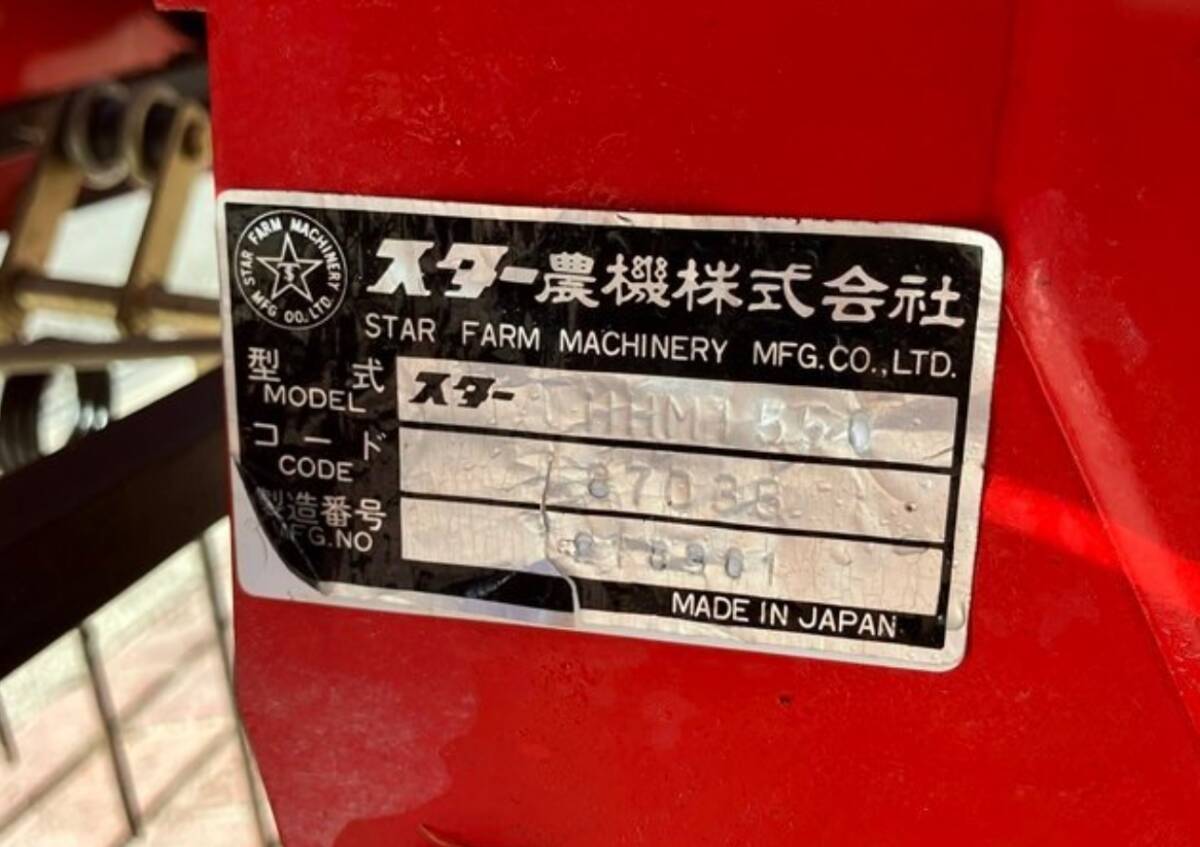 STAR FARM MACHINERY MFG CO., LTD.
S
スター農機株式会社
STAR FARM MACHINERY MFG.CO.,LTD.
型式 スター HHM1550
MODEL
コード 87036
CODE
製造番号
MFG.NO
MADE IN JAPAN